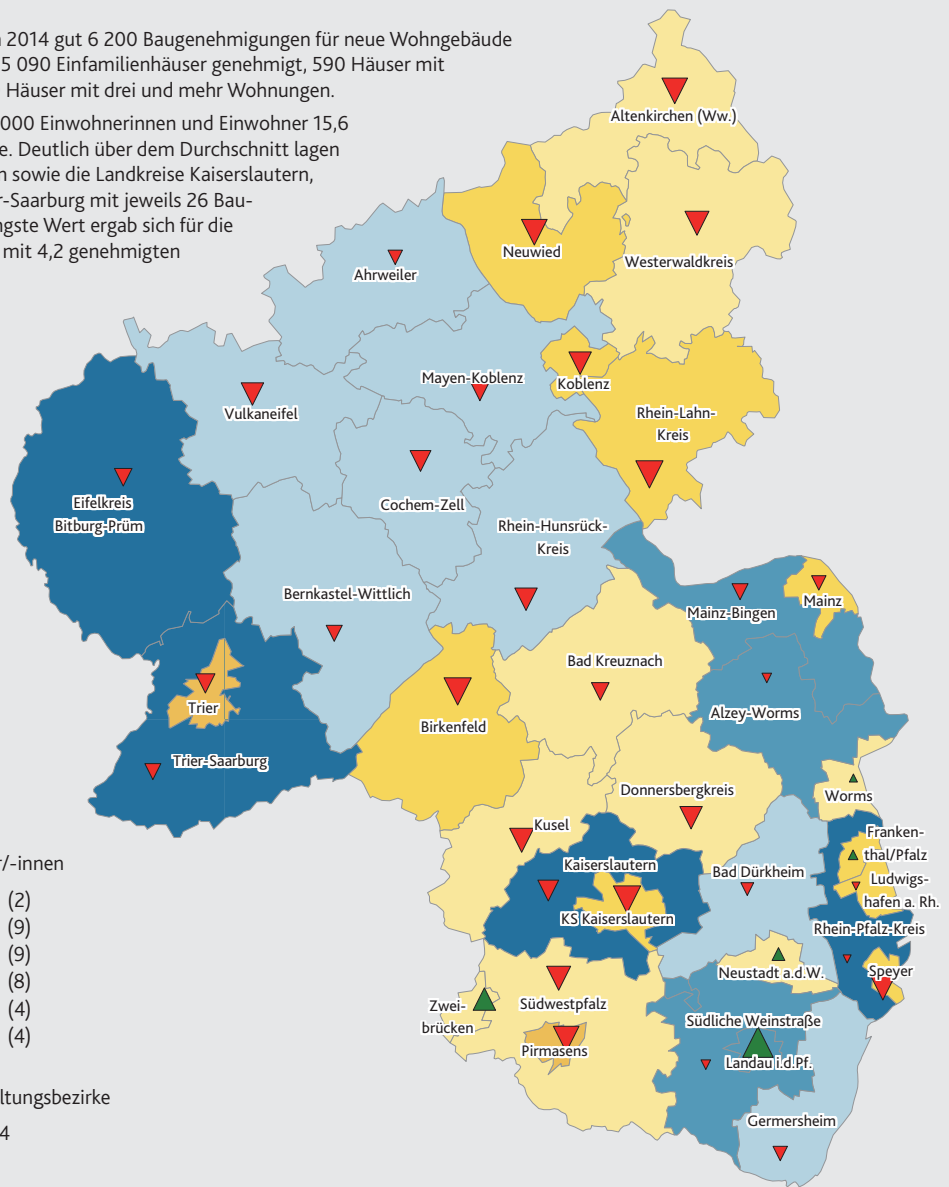 2014 gut 6 200 Baugenehmigungen für neue Wohngebäude
5 090 Einfamilienhäuser genehmigt, 590 Häuser mit
Häuser mit drei und mehr Wohnungen.
000 Einwohnerinnen und Einwohner 15,6
e. Deutlich über dem Durchschnitt lagen
sowie die Landkreise Kaiserslautern,
r-Saarburg mit jeweils 26 Bau-
ngste Wert ergab sich für die
mit 4,2 genehmigten
Altenkirchen (Ww.)
Neuwied
Westerwaldkreis
Ahrweiler
Mayen-Koblenz
Koblenz
Vulkaneifel
Rhein-Lahn-
Kreis
Cochem-Zell
Eifelkreis
Bitburg-Prüm
Rhein-Hunsrück-
Kreis
Bernkastel-Wittlich
Mainz-Bingen
Mainz
Bad Kreuznach
Trier
Birkenfeld
Alzey-Worms
Trier-Saarburg
Donnersbergkreis
Worms
Kusel
Franken-
thal/Pfalz
Kaiserslautern
Bad Dürkheim
Ludwigs-
hafen a. Rh.
KS Kaiserslautern
Rhein-Pfalz-Kreis
Neustadt a.d.W.
Speyer
Zwei-
brücken
Südwestpfalz
Südliche Weinstraße
Pirmasens
Landau i.d.Pf.
Germersheim
r/-innen
(2)
(9)
(9)
(8)
(4)
(4)
ltungsbezirke
4